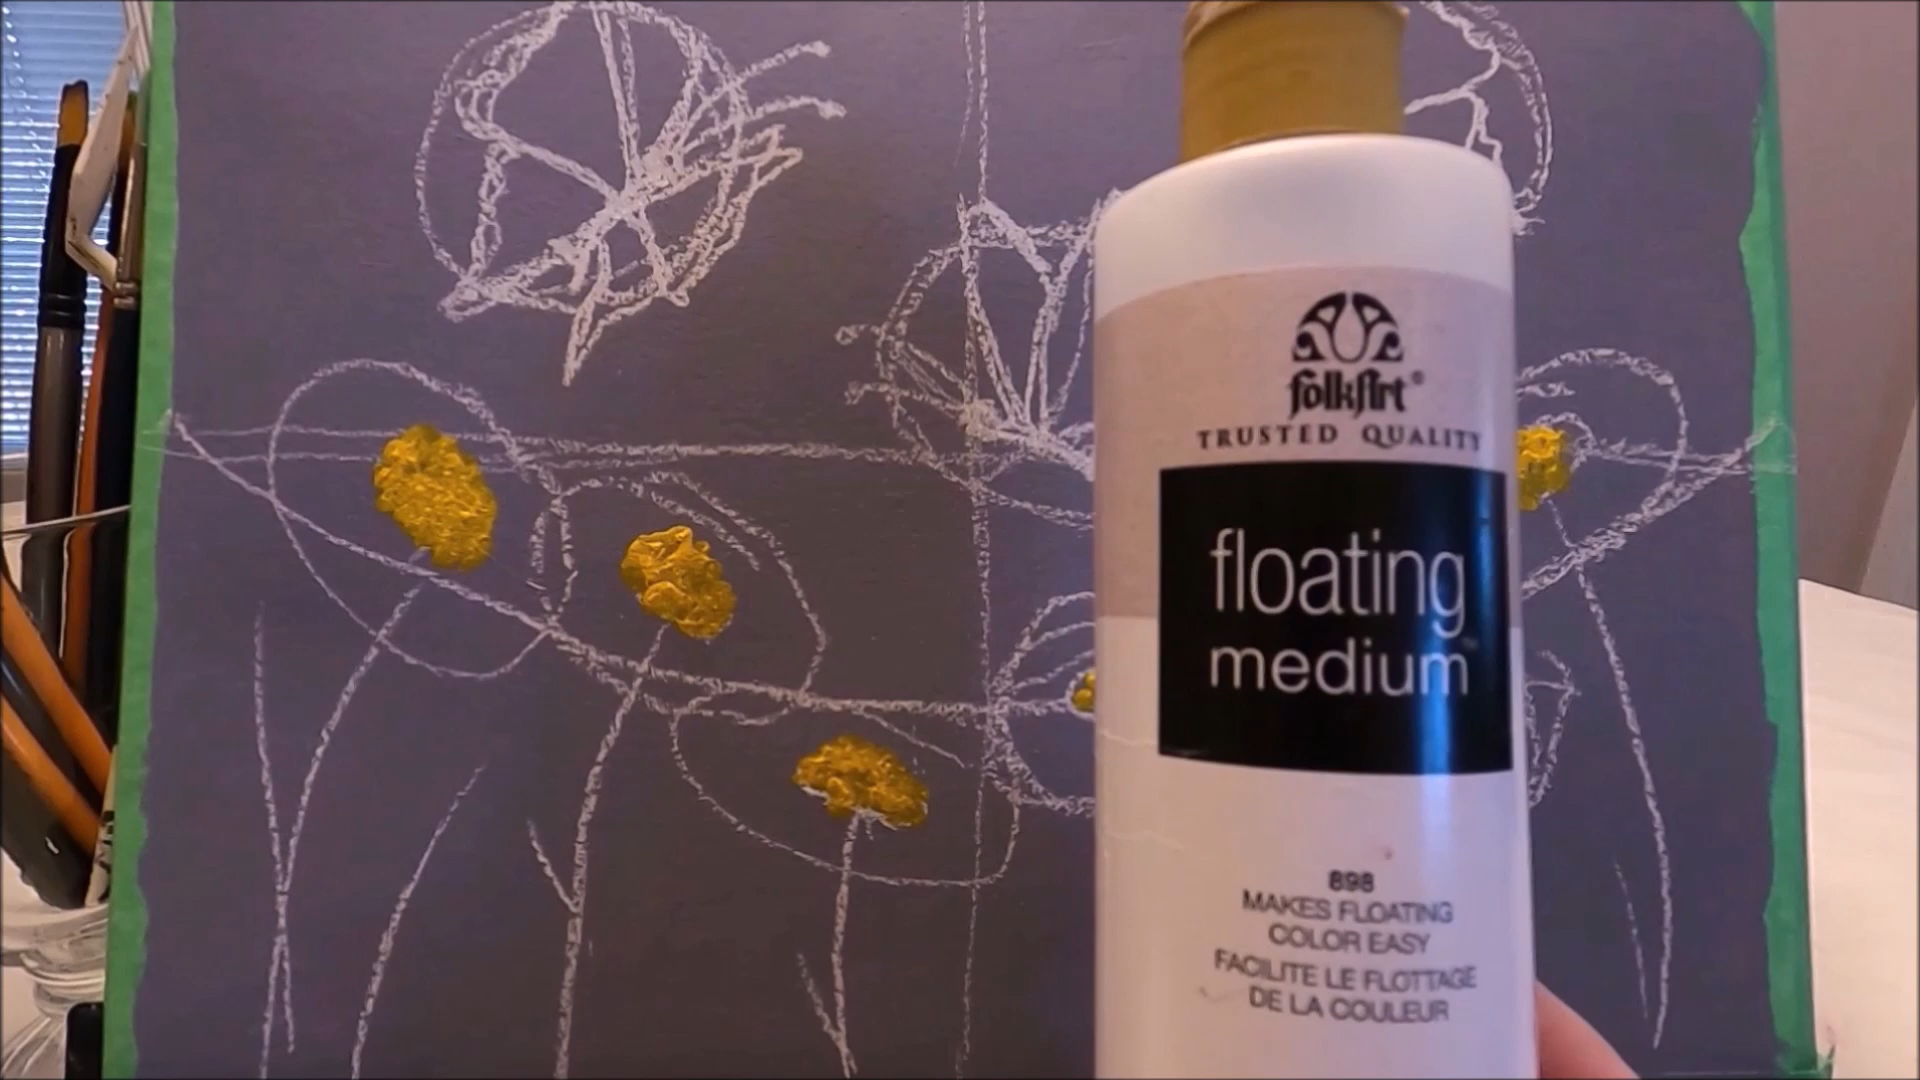 folkArt®
TRUSTED QUALITY
floating
medium™
898
MAKES FLOATING
COLOR EASY
FACILITE LE FLOTTAGE
DE LA COULEUR